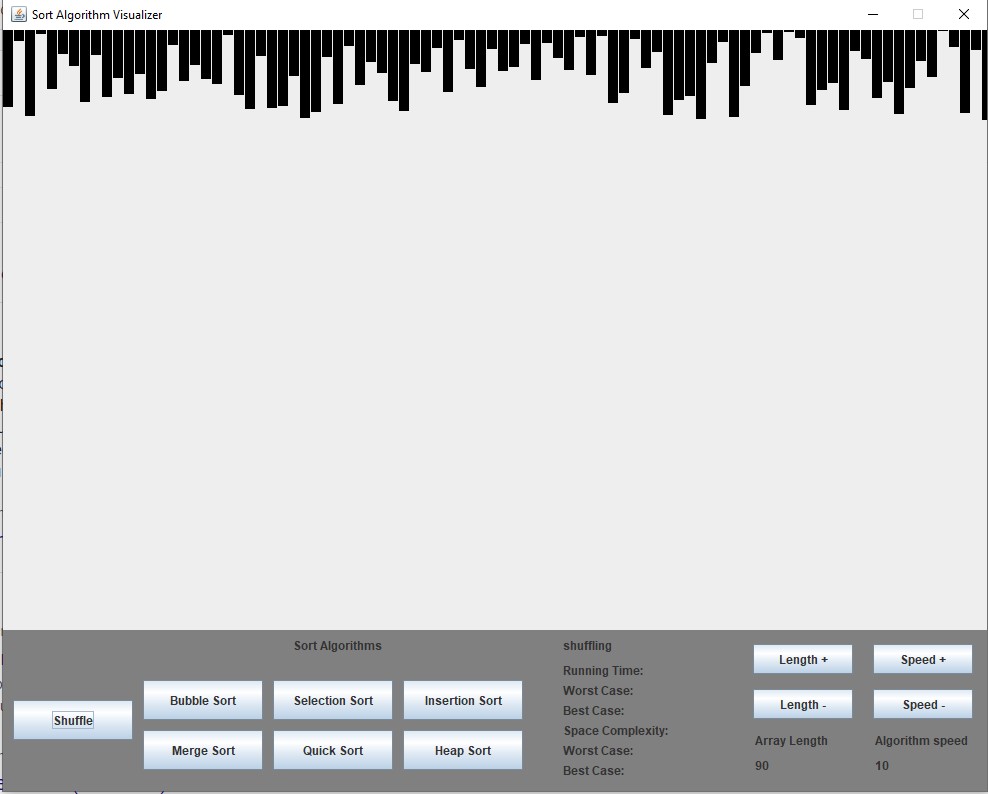 Sort Algorithm Visualizer
Sort Algorithms
Shuffle
Bubble Sort
Selection Sort
Insertion Sort
Merge Sort
Quick Sort
Heap Sort
shuffling
Running Time:
Worst Case:
Best Case:
Space Complexity:
Worst Case:
Best Case:
Length +
Speed +
Length -
Speed -
Array Length
Algorithm speed
90
10